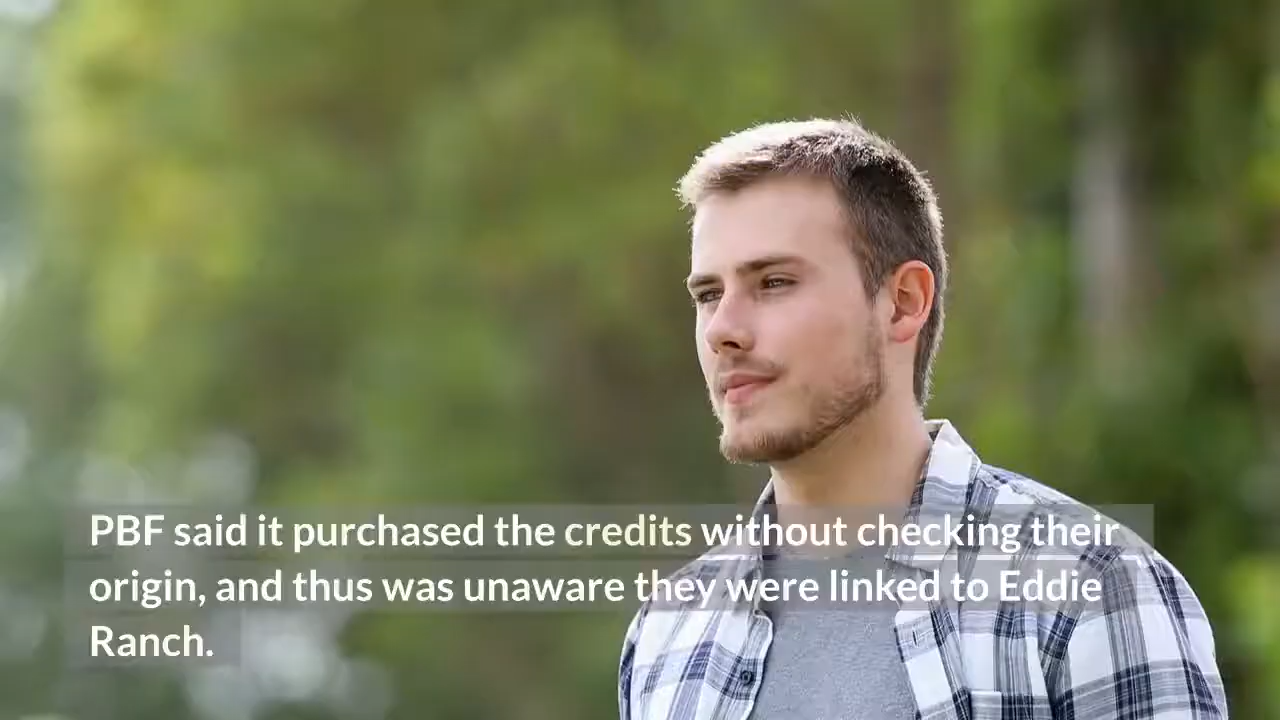 PBF said it purchased the credits without checking their
origin, and thus was unaware they were linked to Eddie
Ranch.